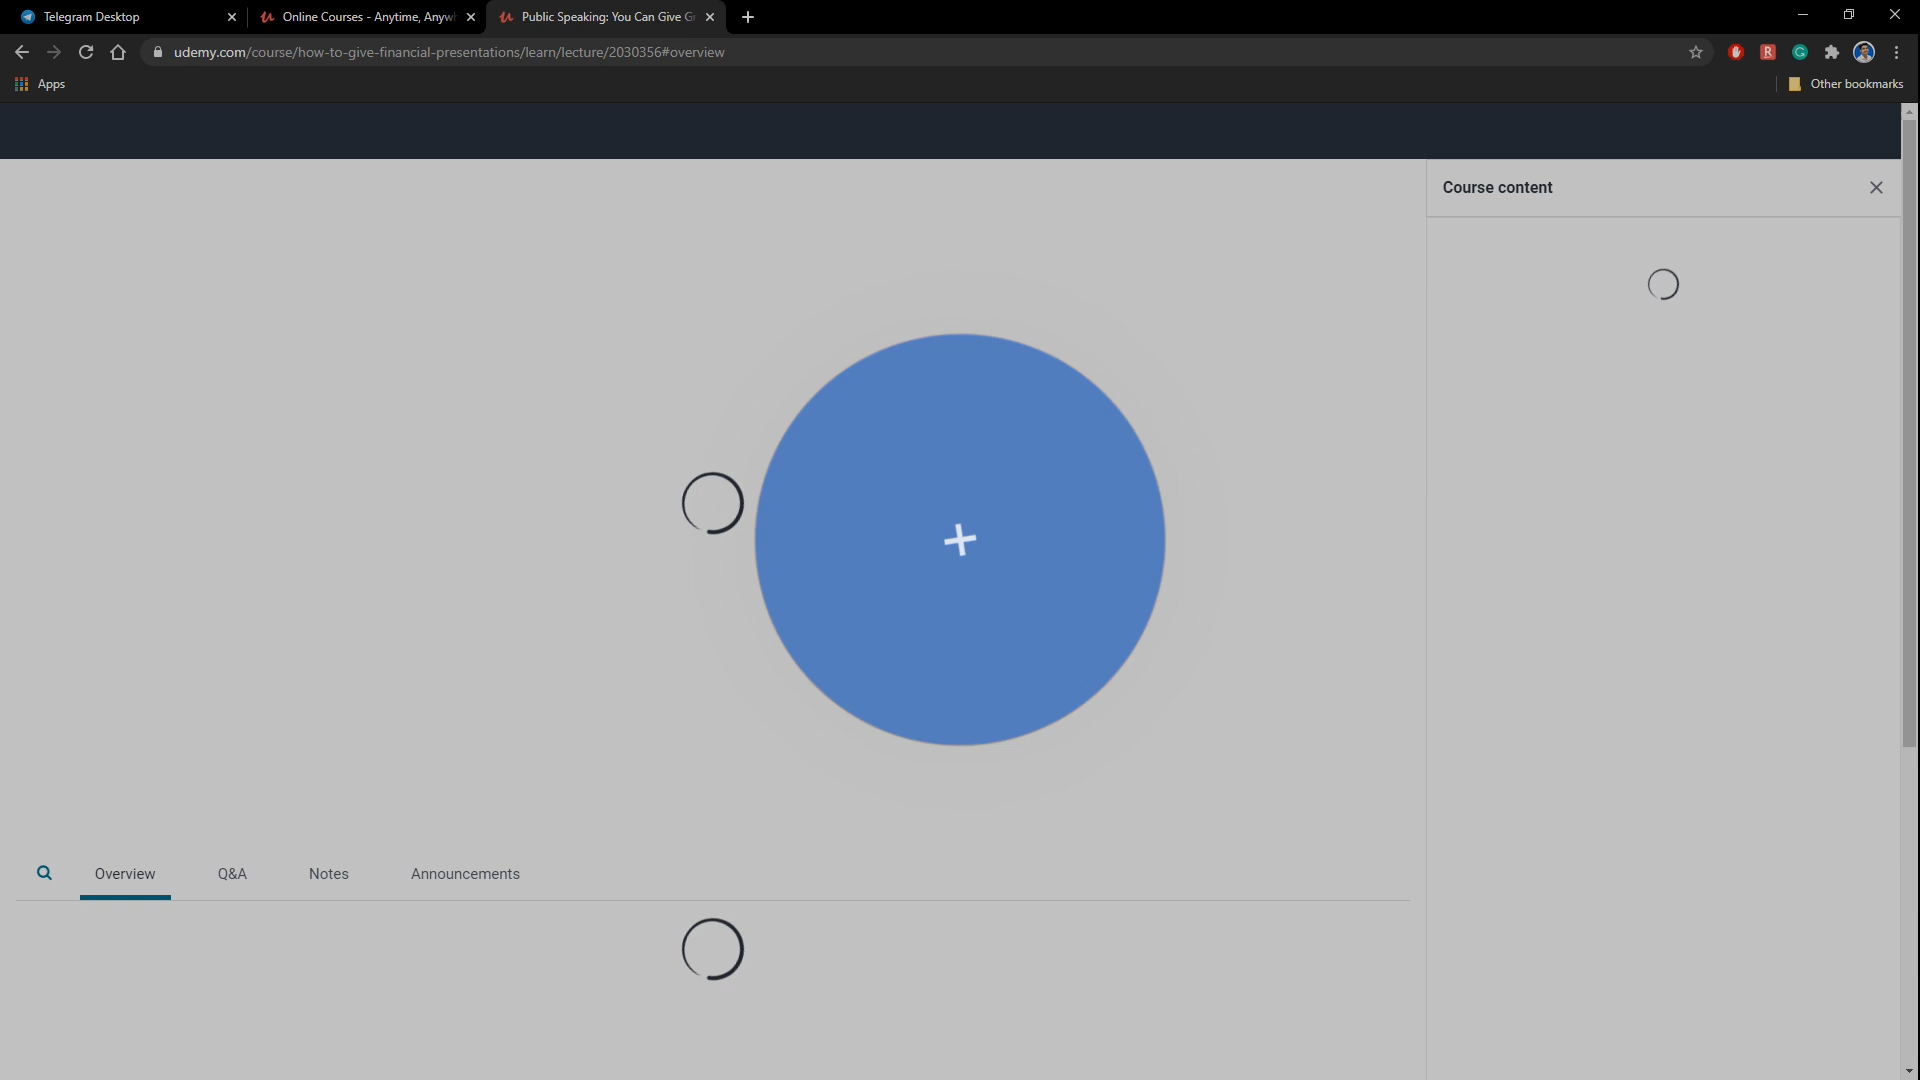 Telegram Desktop
Online Courses - Anytime, Anywh
Public Speaking: You Can Give Gr
udemy.com/course/how-to-give-financial-presentations/learn/lecture/2030356#overview
Apps
Other bookmarks
Course content
Overview
Q&A
Notes
Announcements